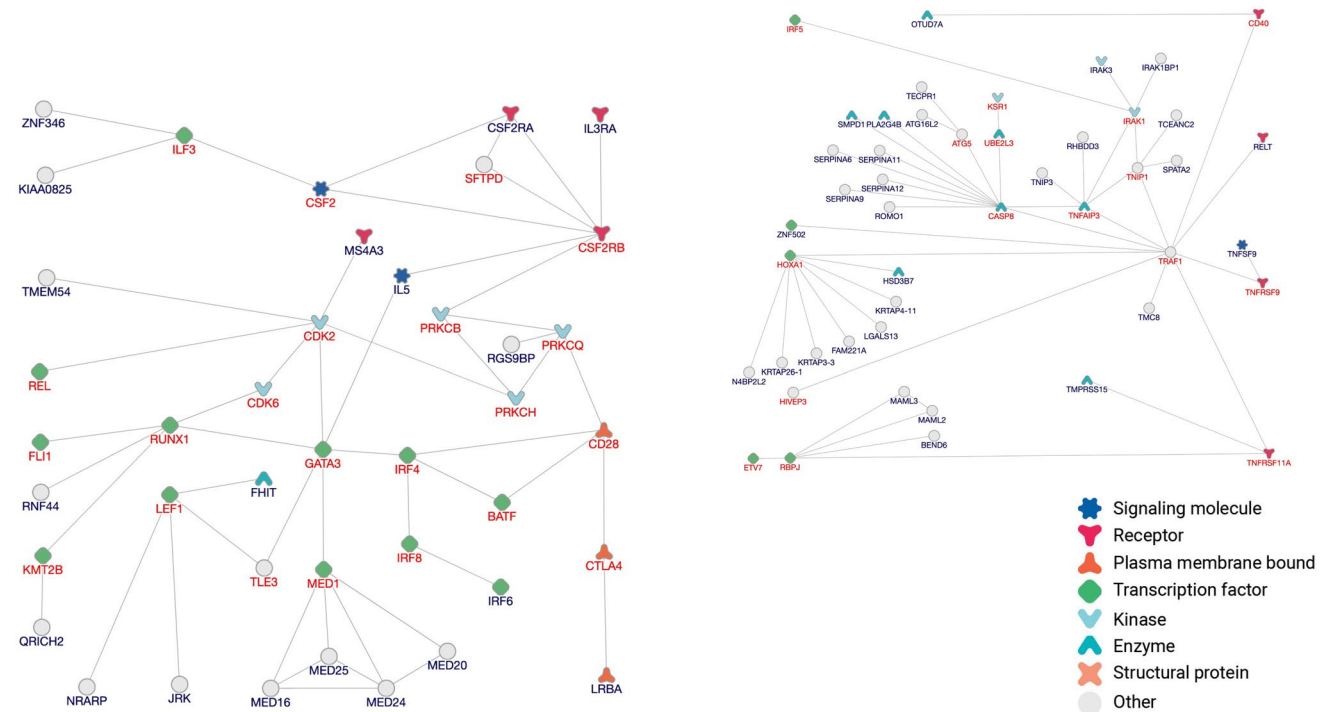 ZNF346
ILF3
KIAA0825
CSF2RA
IL3RA
SFTPD
CSF2
CSF2RB
MS4A3
IL5
TMEM54
CDK2
PRKCB
PRKCQ
RGS9BP
REL
CDK6
PRKCH
RUNX1
FLI1
GATA3
IRF4
CD28
FHIT
RNF44
LEF1
BATF
KMT2B
TLE3
MED1
IRF8
CTLA4
IRF6
QRICH2
MED25
MED20
NRARP
JRK
MED16
MED24
LRBA
IRF5
OTUD7A
CD40
IRAK3
IRAK1BP1
TECPR1
KSR1
IRAK1
SMPD1
PLA2G4B
ATG16L2
TCEANC2
ATG5
UBE2L3
RHBDD3
RELT
SERPINA6
SERPINA11
TNIP1
SPATA2
TNIP3
SERPINA12
SERPINA9
ROMO1
CASP8
TNFAIP3
ZNF502
TNFSF9
HOXA1
TRAF1
HSD3B7
TNFRSF9
KRTAP4-11
TMC8
LGALS13
FAM221A
KRTAP3-3
KRTAP26-1
N4BP2L2
HIVEP3
TMPRSS15
MAML3
MAML2
BEND6
ETV7
RBPJ
TNFRSF11A
Signaling molecule
Receptor
Plasma membrane bound
Transcription factor
Kinase
Enzyme
Structural protein
Other